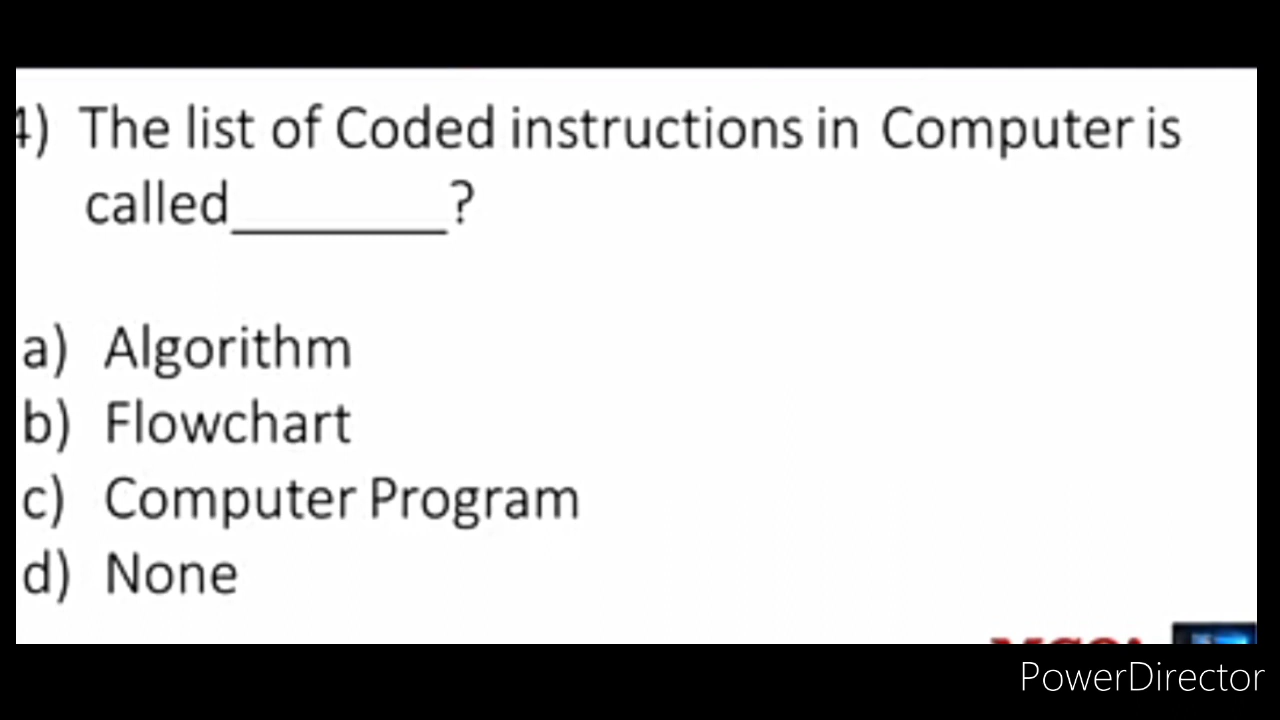 4) The list of Coded instructions in Computer is
called________?
a) Algorithm
b) Flowchart
c) Computer Program
d) None
PowerDirector